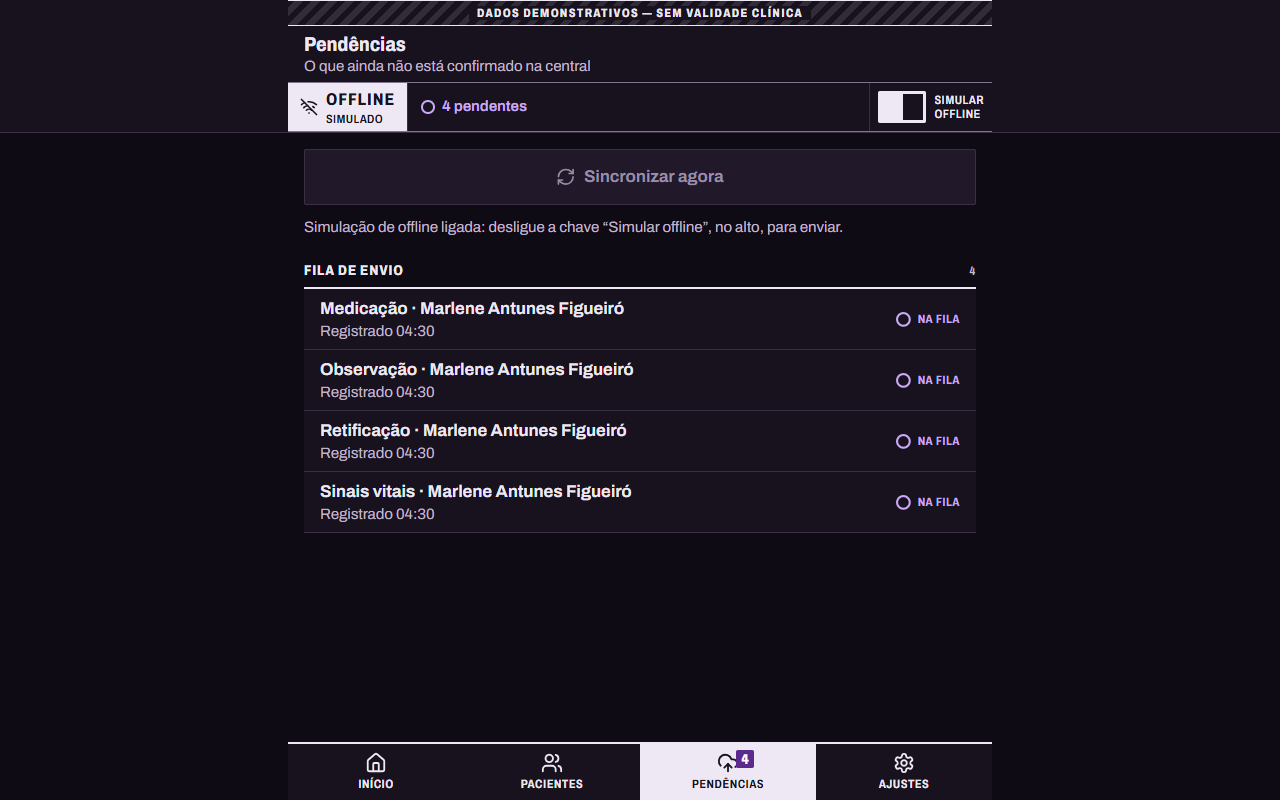 DADOS DEMONSTRATIVOS — SEM VALIDADE CLÍNICA
Pendências
O que ainda não está confirmado na central
OFFLINE
SIMULADO
4 pendentes
SIMULAR
OFFLINE
Sincronizar agora
Simulação de offline ligada: desligue a chave “Simular offline”, no alto, para enviar.
FILA DE ENVIO
4
Medicação · Marlene Antunes Figueiró
Registrado 04:30
NA FILA
Observação · Marlene Antunes Figueiró
Registrado 04:30
NA FILA
Retificação · Marlene Antunes Figueiró
Registrado 04:30
NA FILA
Sinais vitais · Marlene Antunes Figueiró
Registrado 04:30
NA FILA
INÍCIO
PACIENTES
4
PENDÊNCIAS
AJUSTES